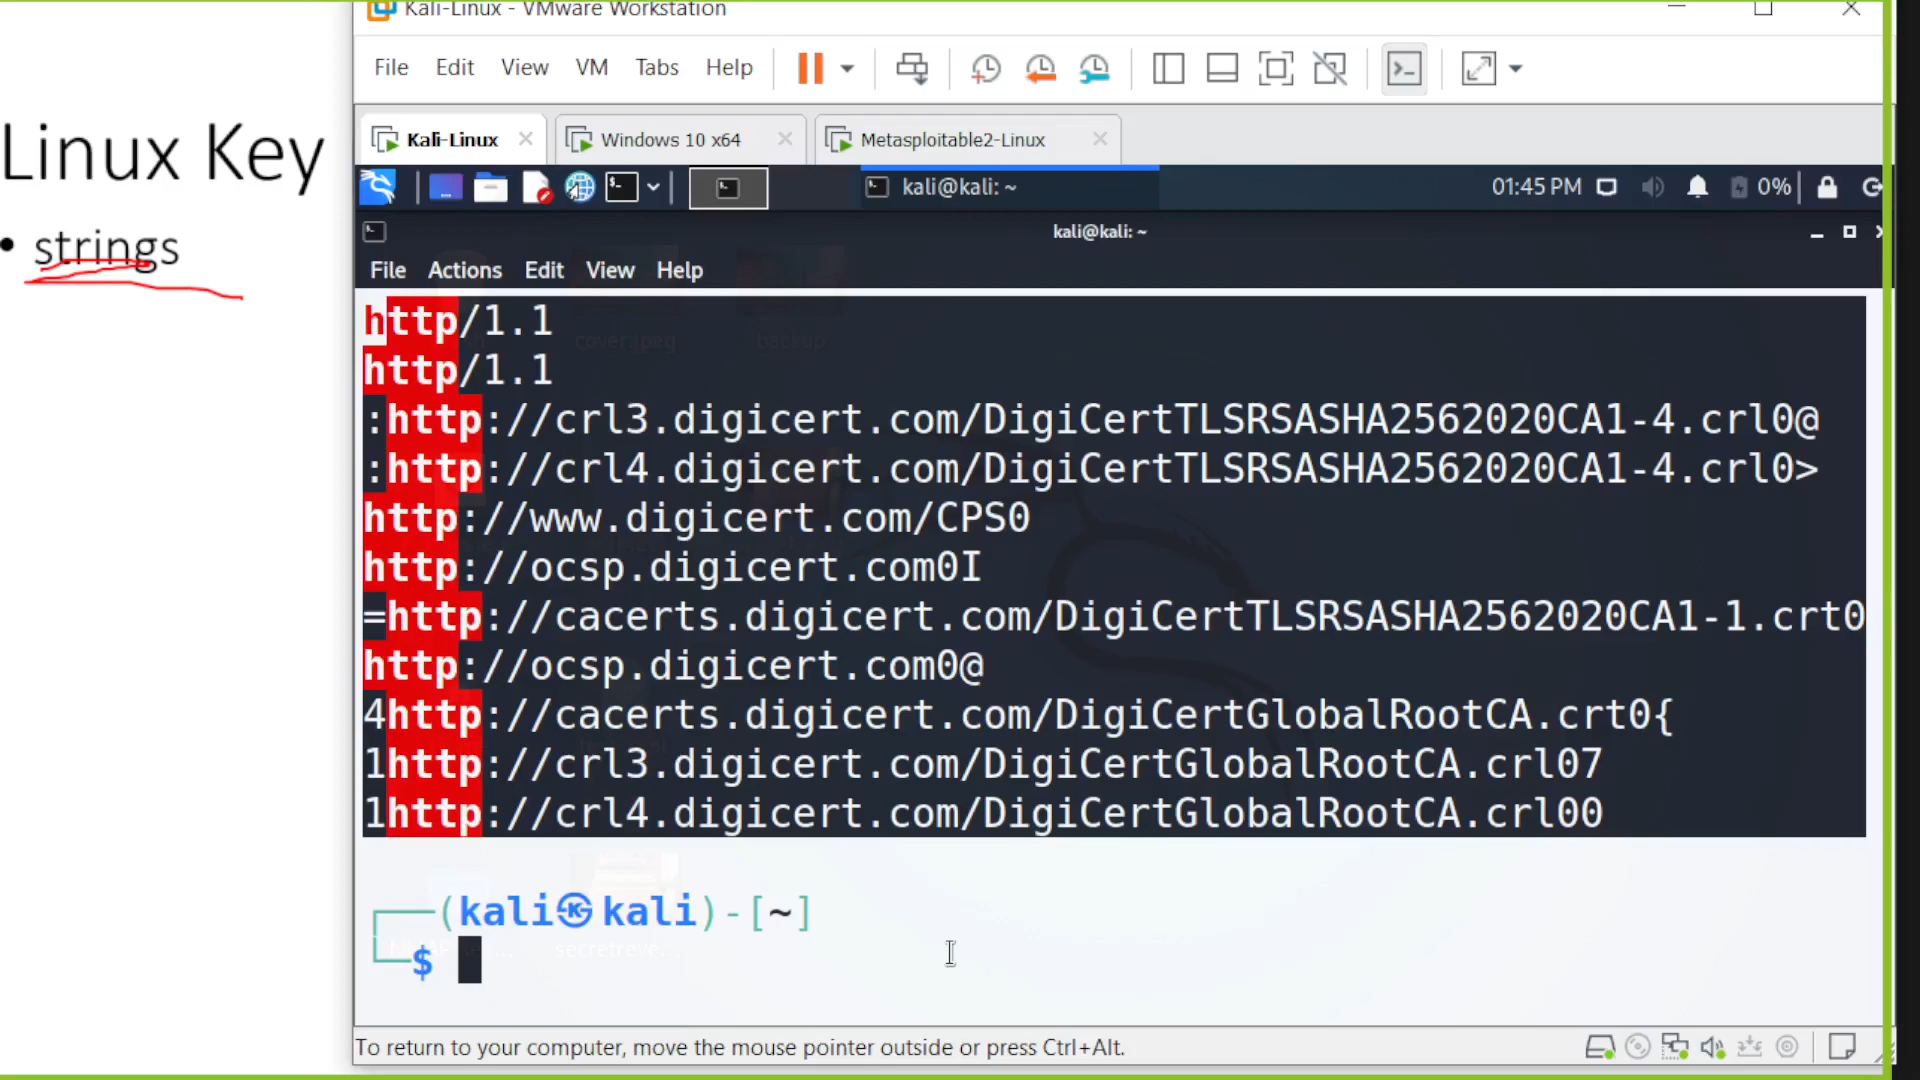 Kali-Linux - VMware Workstation
File Edit View VM Tabs Help
Linux Key
• strings
Kali-Linux
Windows 10 x64
Metasploitable2-Linux
kali@kali: ~
01:45 PM
0%
kali@kali: ~
File Actions Edit View Help
cover.jpeg
backup
http/1.1
http/1.1
:http://crl3.digicert.com/DigiCertTLSRSASHA2562020CA1-4.crl0@
:http://crl4.digicert.com/DigiCertTLSRSASHA2562020CA1-4.crl0>
http://www.digicert.com/CPS0
http://ocsp.digicert.com0I
=http://cacerts.digicert.com/DigiCertTLSRSASHA2562020CA1-1.crt0
http://ocsp.digicert.com0@
4http://cacerts.digicert.com/DigiCertGlobalRootCA.crt0{
1http://crl3.digicert.com/DigiCertGlobalRootCA.crl07
1http://crl4.digicert.com/DigiCertGlobalRootCA.crl00
(kali㉿kali)-[~]
secretreve...
$
To return to your computer, move the mouse pointer outside or press Ctrl+Alt.